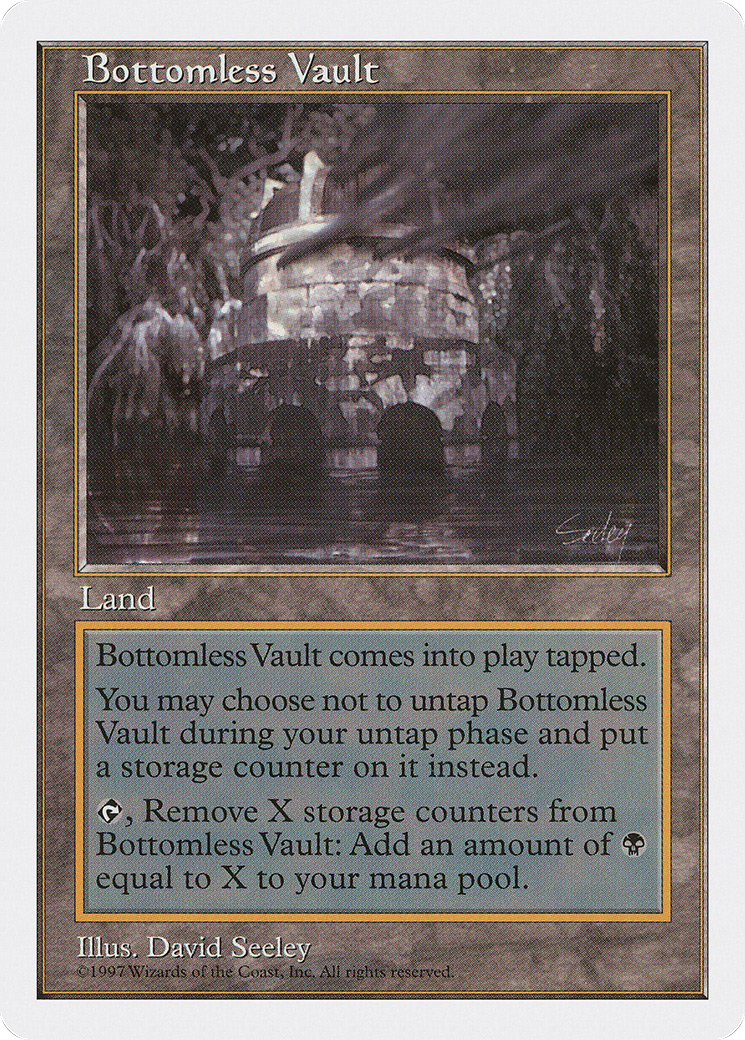 Bottomless Vault
Seeley
Land
Bottomless Vault comes into play tapped.
You may choose not to untap Bottomless
Vault during your untap phase and put
a storage counter on it instead.
, Remove X storage counters from
Bottomless Vault: Add an amount of
equal to X to your mana pool.
Illus. David Seeley
©1997 Wizards of the Coast, Inc. All rights reserved.